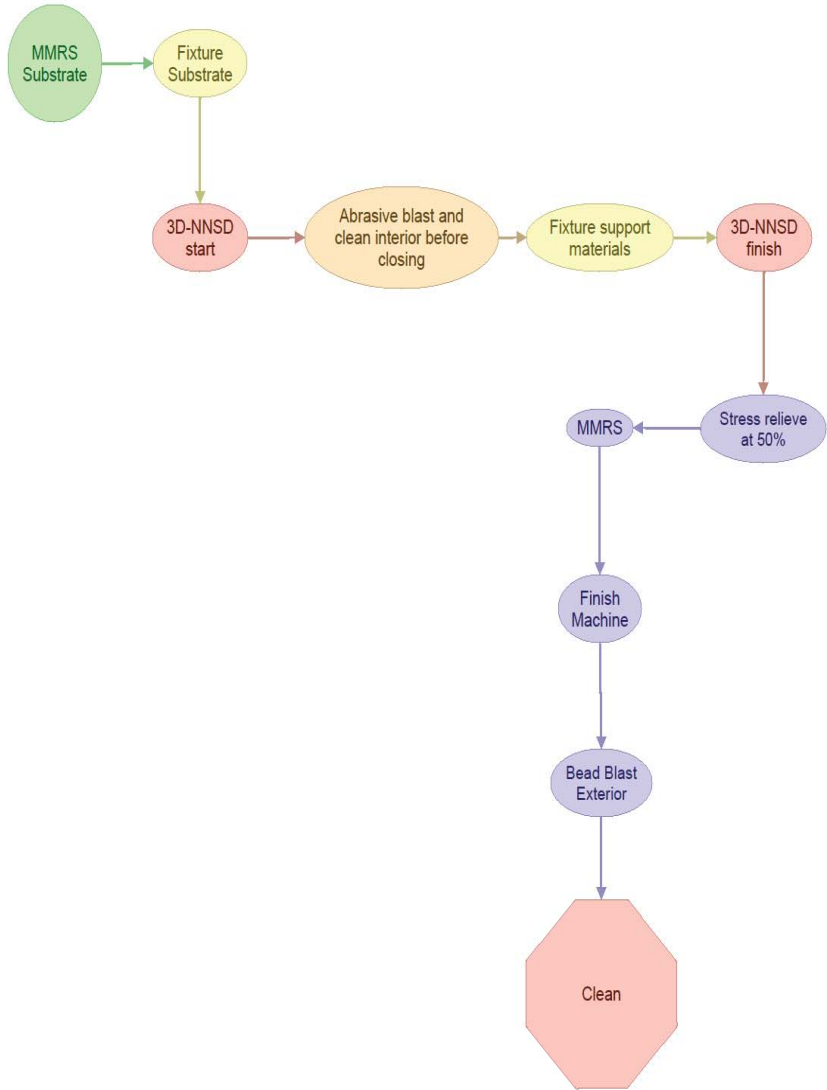 MMRS
Substrate
Fixture
Substrate
3D-NNSD
start
Abrasive blast and
clean interior before
closing
Fixture support
materials
3D-NNSD
finish
Stress relieve
at 50%
MMRS
Finish
Machine
Bead Blast
Exterior
Clean